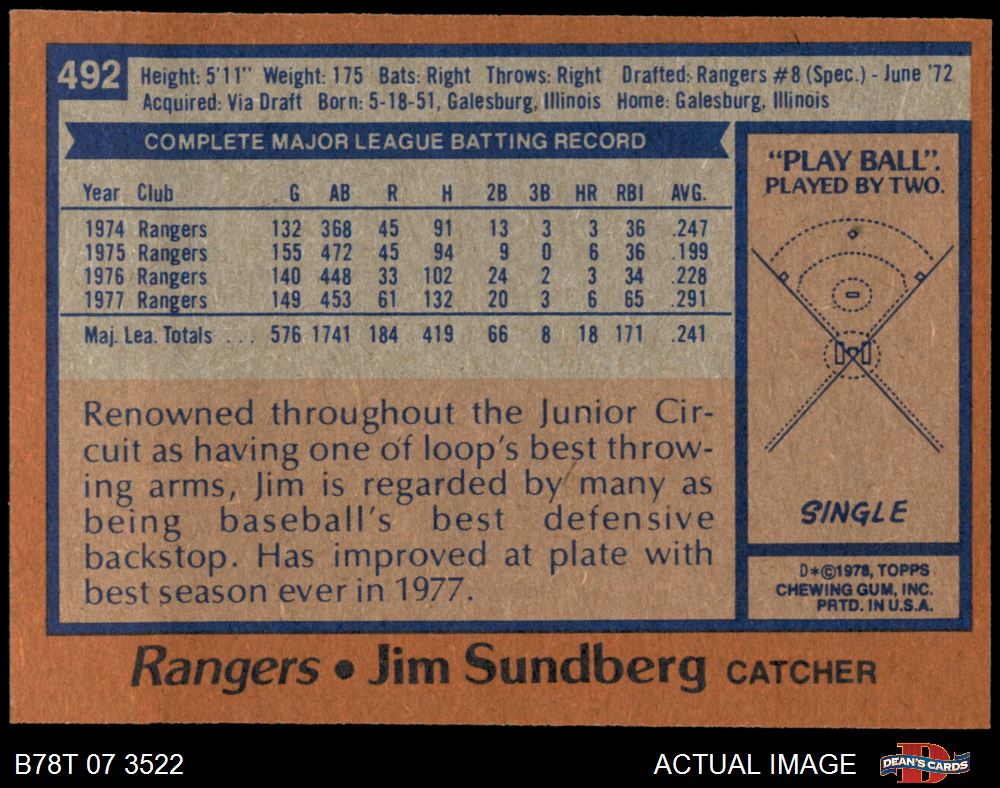 492
Height: 5'11" Weight: 175 Bats: Right Throws: Right Drafted: Rangers #8 (Spec.) - June '72
Acquired: Via Draft Born: 5-18-51, Galesburg, Illinois Home: Galesburg, Illinois
COMPLETE MAJOR LEAGUE BATTING RECORD
Year Club G AB R H 2B 3B HR RBI AVG.
1974 Rangers 132 368 45 91 13 3 3 36 .247
1975 Rangers 155 472 45 94 9 0 6 36 .199
1976 Rangers 140 448 33 102 24 2 3 34 .228
1977 Rangers 149 453 61 132 20 3 6 65 .291
Maj. Lea. Totals . . . 576 1741 184 419 66 8 18 171 .241
Renowned throughout the Junior Cir-
cuit as having one of loop's best throw-
ing arms, Jim is regarded by many as
being baseball's best defensive
backstop. Has improved at plate with
best season ever in 1977.
"PLAY BALL".
PLAYED BY TWO.
SINGLE
D*©1978, TOPPS
CHEWING GUM, INC.
PRTD. IN U.S.A.
Rangers • Jim Sundberg CATCHER
B78T 07 3522
ACTUAL IMAGE
DEAN'S CARDS